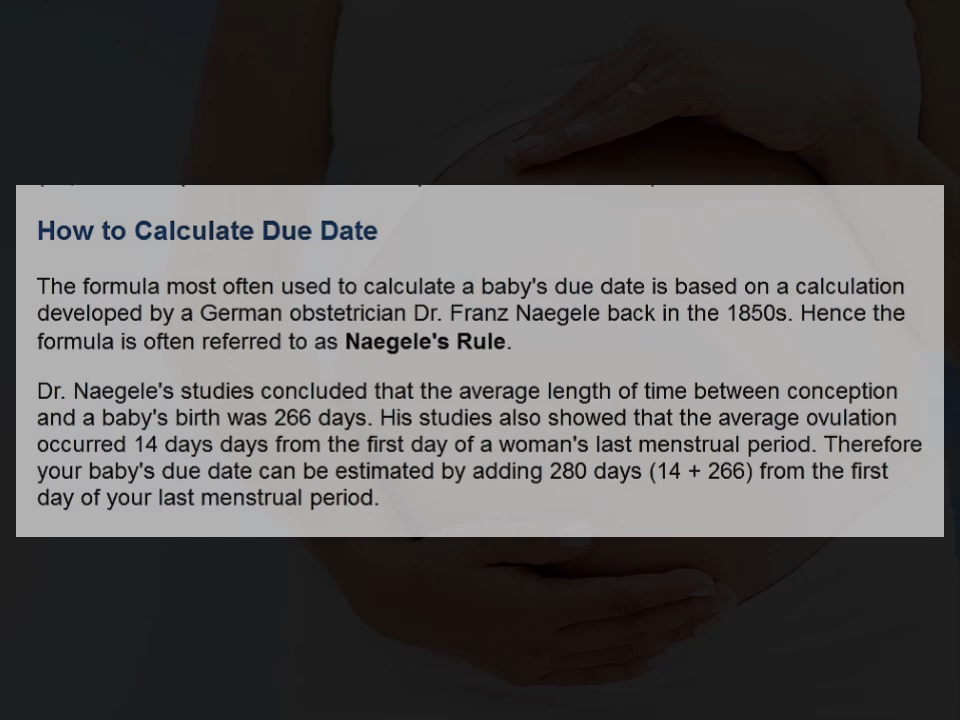 How to Calculate Due Date
The formula most often used to calculate a baby's due date is based on a calculation
developed by a German obstetrician Dr. Franz Naegele back in the 1850s. Hence the
formula is often referred to as Naegele's Rule.
Dr. Naegele's studies concluded that the average length of time between conception
and a baby's birth was 266 days. His studies also showed that the average ovulation
occurred 14 days days from the first day of a woman's last menstrual period. Therefore
your baby's due date can be estimated by adding 280 days (14 + 266) from the first
day of your last menstrual period.